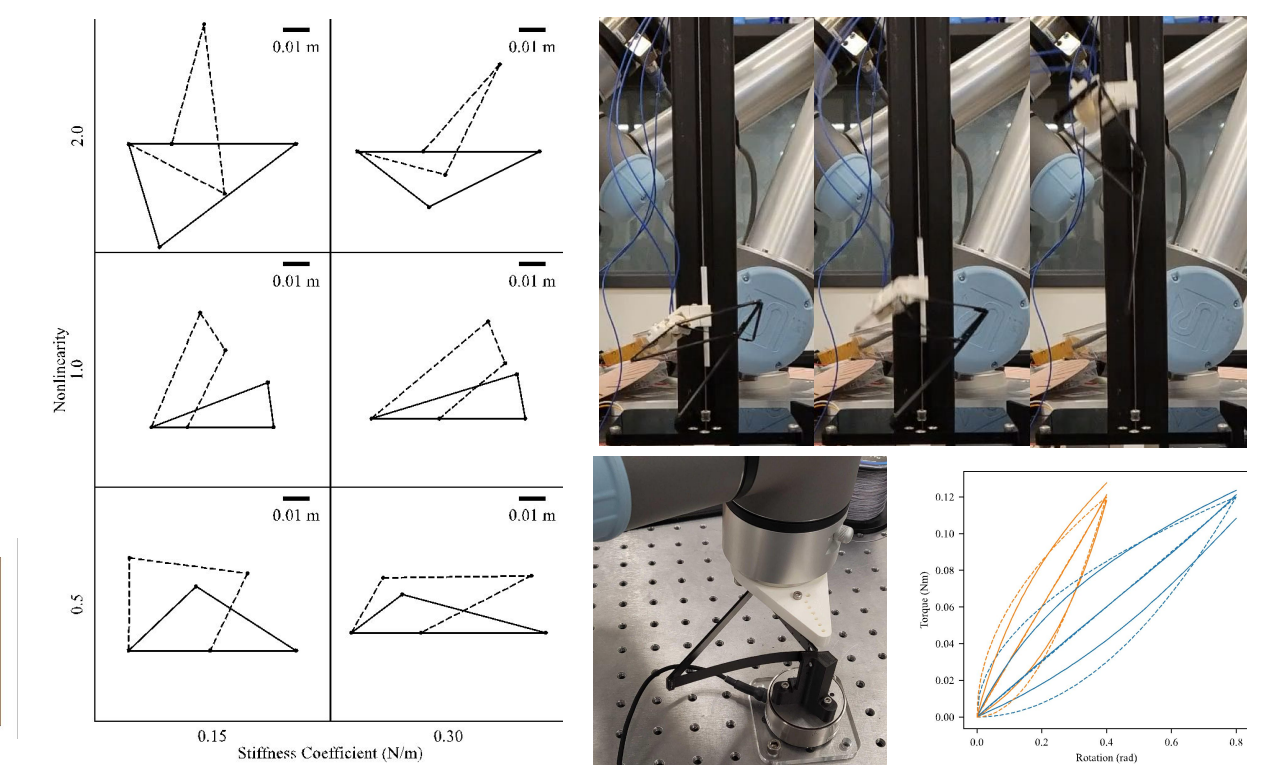 0.01 m
0.01 m
2.0
0.01 m
0.01 m
1.0
Nonlinearity
0.01 m
0.01 m
0.5
0.15
0.30
Stiffness Coefficient (N/m)
0.12
0.10
0.08
0.06
0.04
0.02
0.00
Torque (Nm)
0.0
0.2
0.4
0.6
0.8
Rotation (rad)